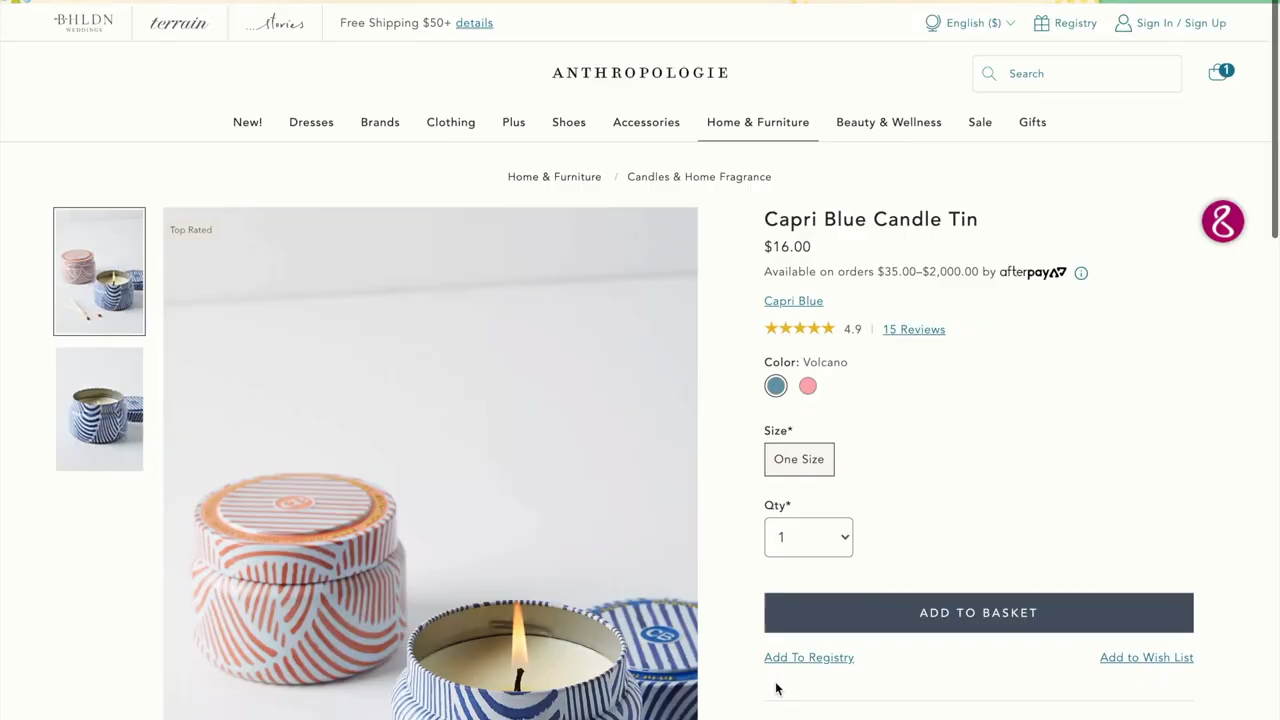 BHLDN
WEDDINGS
terrain
...stories
Free Shipping $50+ details
English ($)
Registry
Sign In / Sign Up
ANTHROPOLOGIE
Search
1
New!
Dresses
Brands
Clothing
Plus
Shoes
Accessories
Home & Furniture
Beauty & Wellness
Sale
Gifts
Home & Furniture / Candles & Home Fragrance
Top Rated
Capri Blue Candle Tin
$16.00
Available on orders $35.00–$2,000.00 by afterpay
Capri Blue
4.9 | 15 Reviews
Color: Volcano
Size*
One Size
Qty*
1
ADD TO BASKET
Add To Registry
Add to Wish List